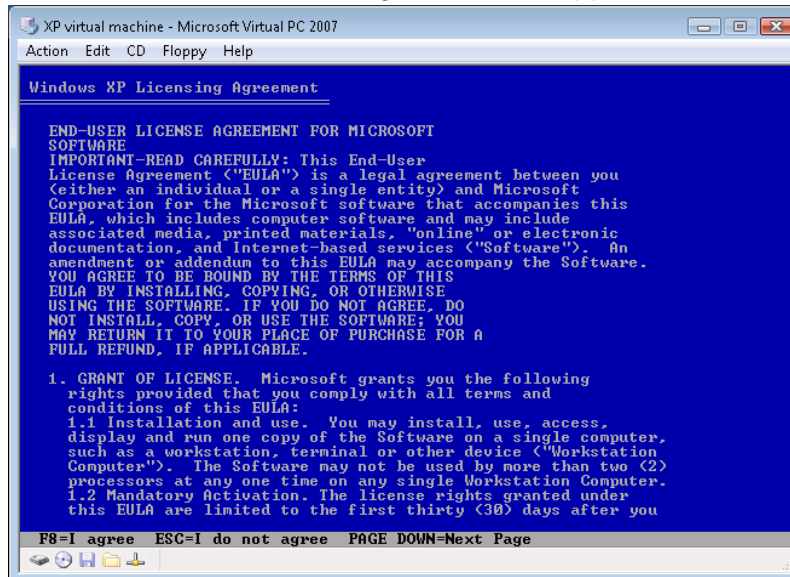 XP virtual machine - Microsoft Virtual PC 2007
Action Edit CD Floppy Help
Windows XP Licensing Agreement
END-USER LICENSE AGREEMENT FOR MICROSOFT
SOFTWARE
IMPORTANT-READ CAREFULLY: This End-User
License Agreement ("EULA") is a legal agreement between you
(either an individual or a single entity) and Microsoft
Corporation for the Microsoft software that accompanies this
EULA, which includes computer software and may include
associated media, printed materials, "online" or electronic
documentation, and Internet-based services ("Software"). An
amendment or addendum to this EULA may accompany the Software.
YOU AGREE TO BE BOUND BY THE TERMS OF THIS
EULA BY INSTALLING, COPYING, OR OTHERWISE
USING THE SOFTWARE. IF YOU DO NOT AGREE, DO
NOT INSTALL, COPY, OR USE THE SOFTWARE; YOU
MAY RETURN IT TO YOUR PLACE OF PURCHASE FOR A
FULL REFUND, IF APPLICABLE.
1. GRANT OF LICENSE. Microsoft grants you the following
rights provided that you comply with all terms and
conditions of this EULA:
1.1 Installation and use. You may install, use, access,
display and run one copy of the Software on a single computer,
such as a workstation, terminal or other device ("Workstation
Computer"). The Software may not be used by more than two (2)
processors at any one time on any single Workstation Computer.
1.2 Mandatory Activation. The license rights granted under
this EULA are limited to the first thirty (30) days after you
F8=I agree ESC=I do not agree PAGE DOWN=Next Page